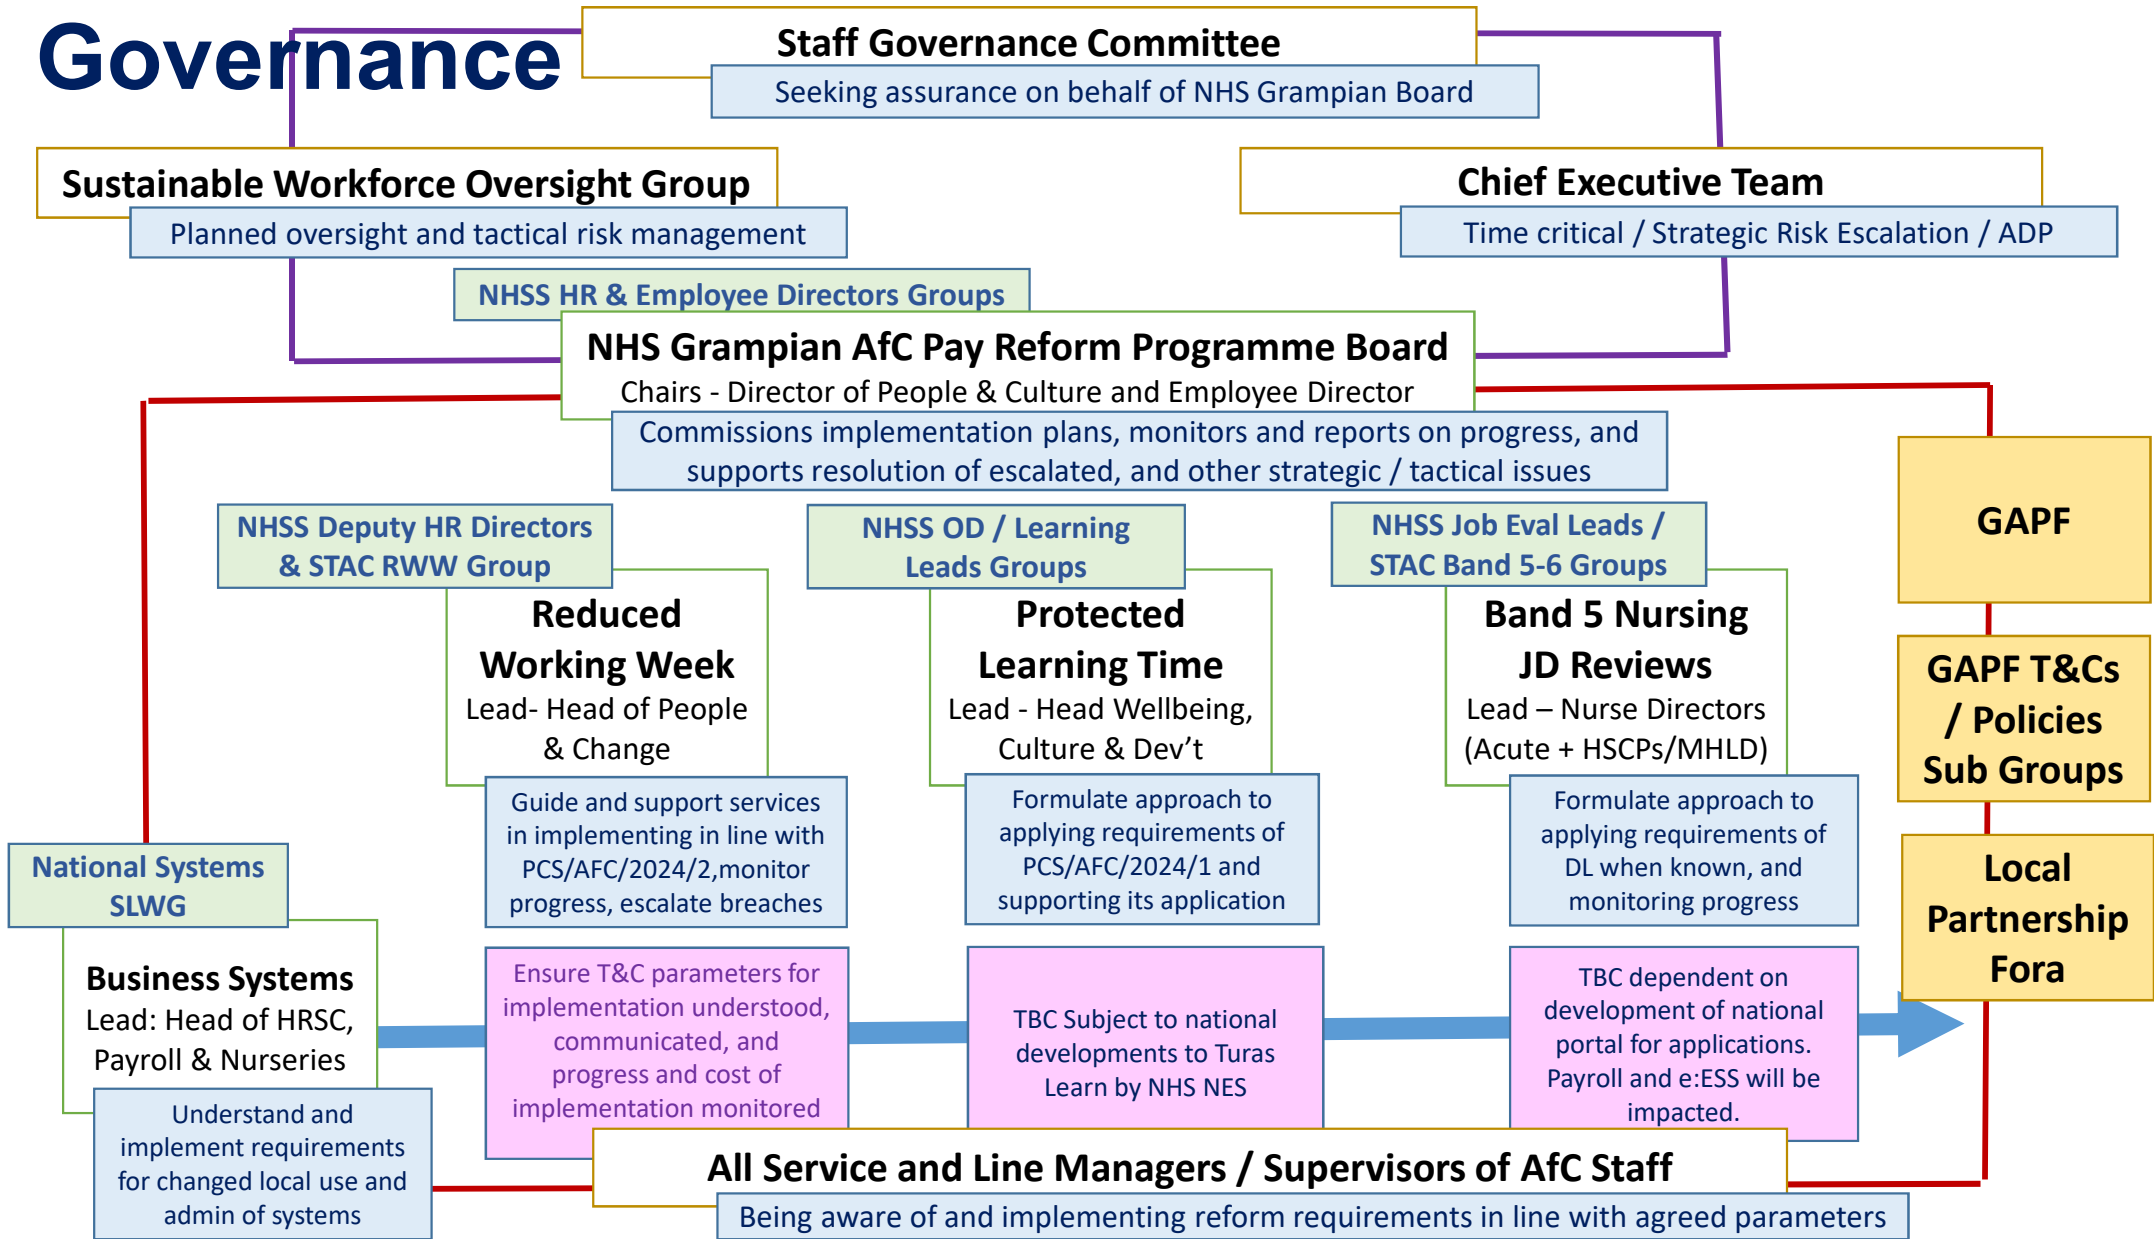 Governance
Staff Governance Committee
Seeking assurance on behalf of NHS Grampian Board
Sustainable Workforce Oversight Group
Planned oversight and tactical risk management
Chief Executive Team
Time critical / Strategic Risk Escalation / ADP
NHSS HR & Employee Directors Groups
NHS Grampian AfC Pay Reform Programme Board
Chairs - Director of People & Culture and Employee Director
Commissions implementation plans, monitors and reports on progress, and
supports resolution of escalated, and other strategic / tactical issues
NHSS Deputy HR Directors
& STAC RWW Group
Reduced
Working Week
Lead- Head of People
& Change
Guide and support services
in implementing in line with
PCS/AFC/2024/2,monitor
progress, escalate breaches
NHSS OD / Learning
Leads Groups
Protected
Learning Time
Lead - Head Wellbeing,
Culture & Dev’t
Formulate approach to
applying requirements of
PCS/AFC/2024/1 and
supporting its application
NHSS Job Eval Leads /
STAC Band 5-6 Groups
Band 5 Nursing
JD Reviews
Lead – Nurse Directors
(Acute + HSCPs/MHLD)
Formulate approach to
applying requirements of
DL when known, and
monitoring progress
GAPF
GAPF T&Cs
/ Policies
Sub Groups
Local
Partnership
Fora
National Systems
SLWG
Business Systems
Lead: Head of HRSC,
Payroll & Nurseries
Understand and
implement requirements
for changed local use and
admin of systems
Ensure T&C parameters for
implementation understood,
communicated, and
progress and cost of
implementation monitored
TBC Subject to national
developments to Turas
Learn by NHS NES
TBC dependent on
development of national
portal for applications.
Payroll and e:ESS will be
impacted.
All Service and Line Managers / Supervisors of AfC Staff
Being aware of and implementing reform requirements in line with agreed parameters